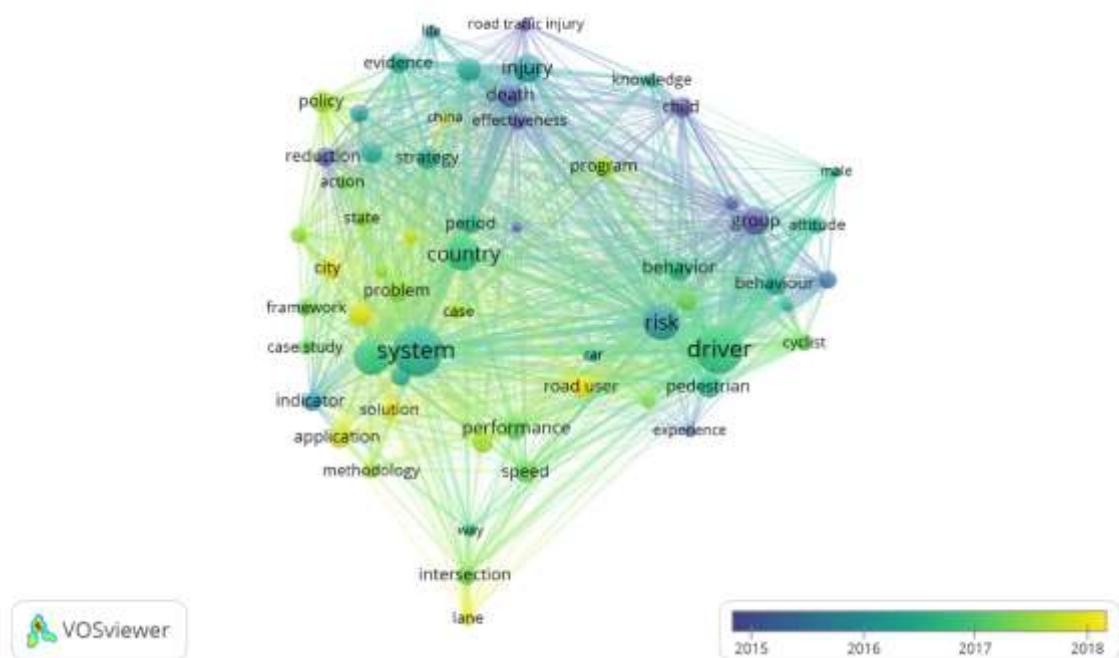 road traffic injury
life
evidence
injury
knowledge
death
child
policy
china
effectiveness
reduction
strategy
program
action
male
state
period
group
attitude
country
city
behavior
problem
behaviour
framework
case
risk
case study
system
car
driver
cyclist
road user
pedestrian
indicator
solution
application
performance
experience
methodology
speed
way
intersection
lane
VOSviewer
2015 2016 2017 2018